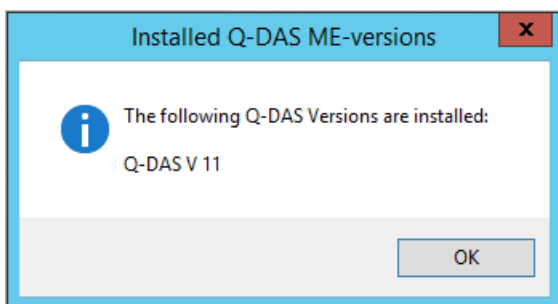 Installed Q-DAS ME-versions
x
The following Q-DAS Versions are installed:
Q-DAS V 11
OK